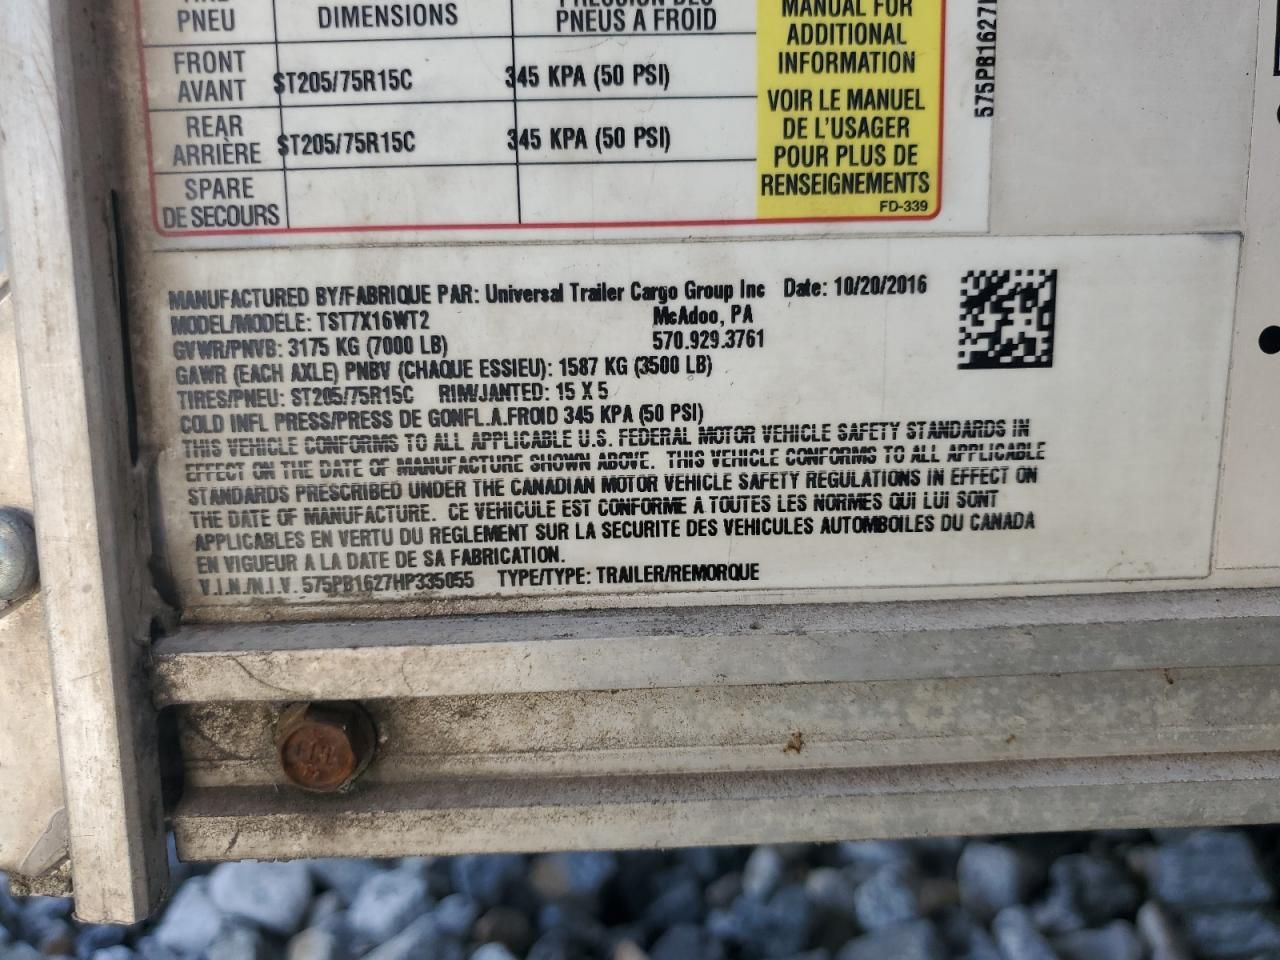 PNEU DIMENSIONS PNEUS A FROID
FRONT
AVANT ST205/75R15C 345 KPA (50 PSI)
REAR
ARRIÈRE ST205/75R15C 345 KPA (50 PSI)
SPARE
DE SECOURS
MANUAL FOR
ADDITIONAL
INFORMATION
VOIR LE MANUEL
DE L'USAGER
POUR PLUS DE
RENSEIGNEMENTS
FD-339
575PB1627
MANUFACTURED BY/FABRIQUE PAR: Universal Trailer Cargo Group Inc Date: 10/20/2016
MODEL/MODELE: TST7X16WT2 McAdoo, PA
GVWR/PNVB: 3175 KG (7000 LB) 570.929.3761
GAWR (EACH AXLE) PNBV (CHAQUE ESSIEU): 1587 KG (3500 LB)
TIRES/PNEU: ST205/75R15C RIM/JANTED: 15 X 5
COLD INFL PRESS/PRESS DE GONFL.A.FROID 345 KPA (50 PSI)
THIS VEHICLE CONFORMS TO ALL APPLICABLE U.S. FEDERAL MOTOR VEHICLE SAFETY STANDARDS IN
EFFECT ON THE DATE OF MANUFACTURE SHOWN ABOVE. THIS VEHICLE CONFORMS TO ALL APPLICABLE
STANDARDS PRESCRIBED UNDER THE CANADIAN MOTOR VEHICLE SAFETY REGULATIONS IN EFFECT ON
THE DATE OF MANUFACTURE. CE VEHICULE EST CONFORME A TOUTES LES NORMES QUI LUI SONT
APPLICABLES EN VERTU DU REGLEMENT SUR LA SECURITE DES VEHICULES AUTOMBOILES DU CANADA
EN VIGUEUR A LA DATE DE SA FABRICATION.
V.I.N./N.I.V. 575PB1627HP335055 TYPE/TYPE: TRAILER/REMORQUE